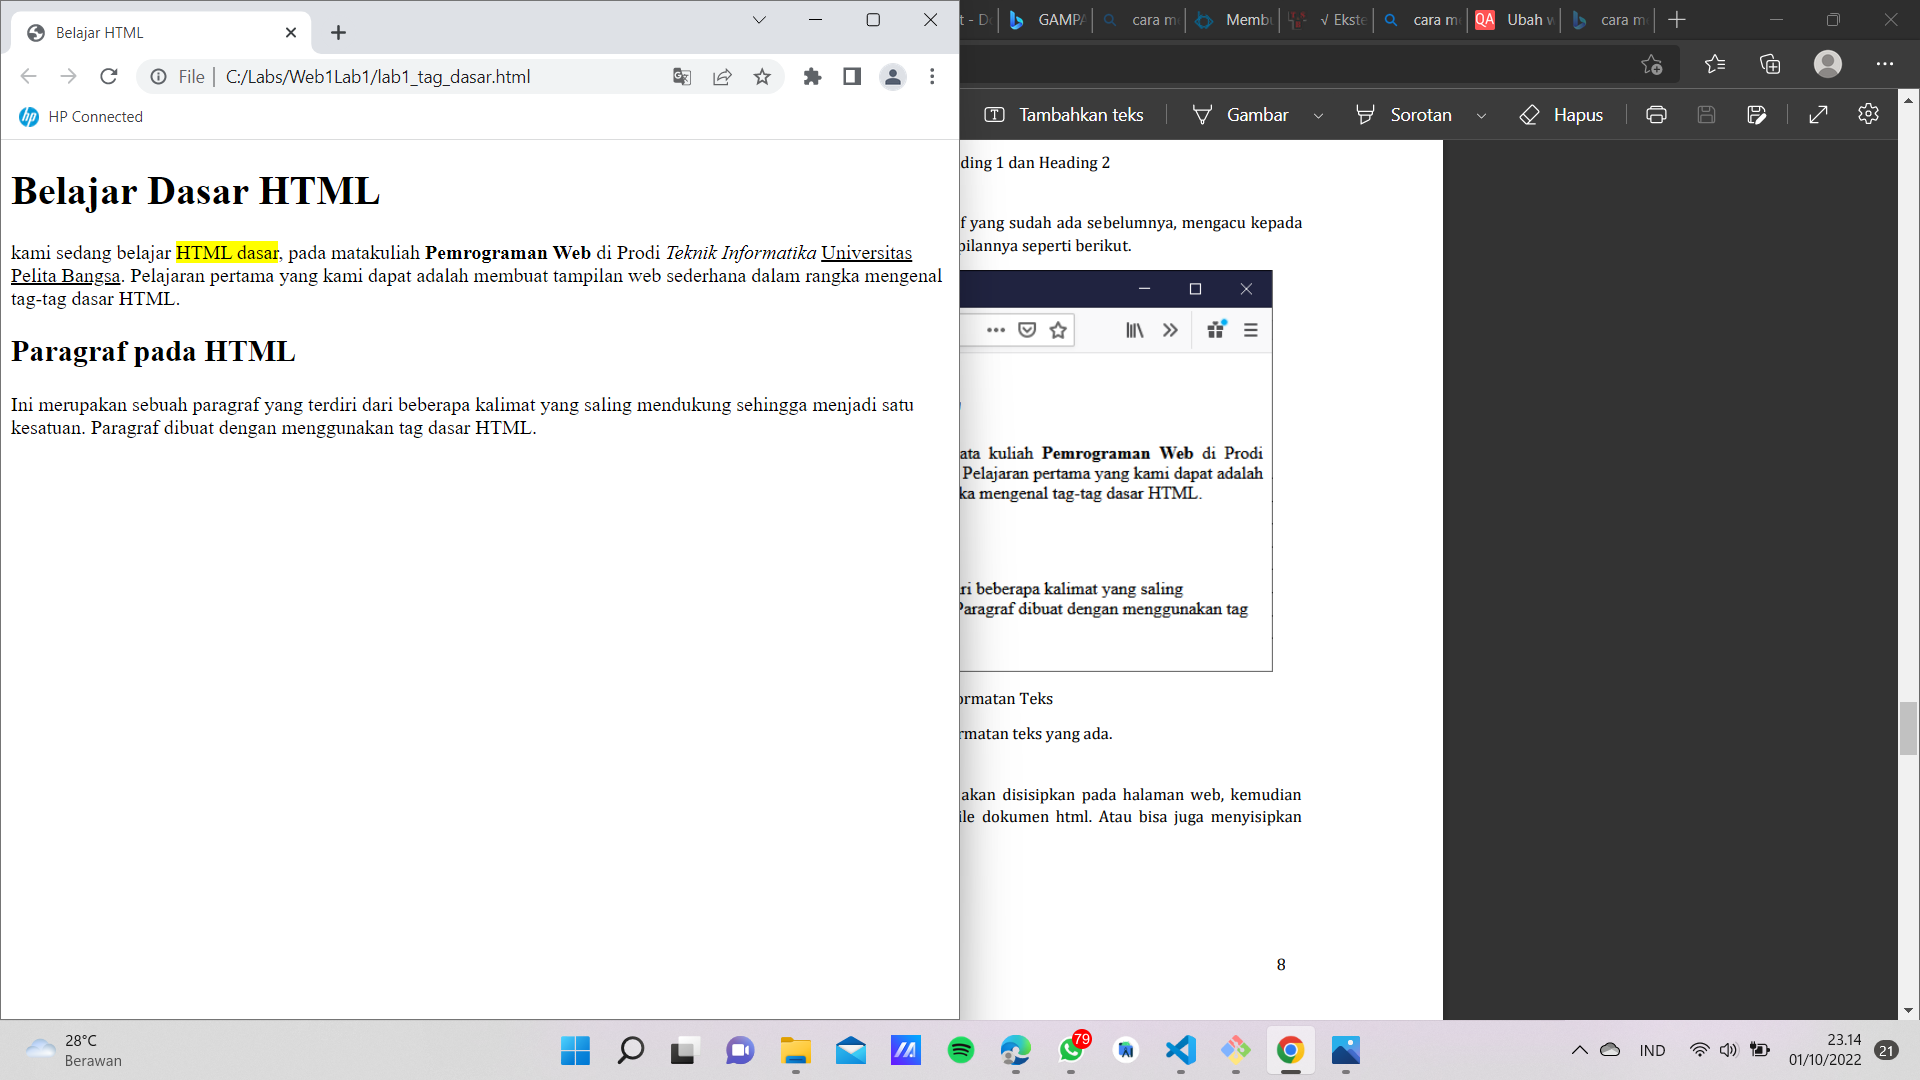 Belajar HTML
File
C:/Labs/Web1Lab1/lab1_tag_dasar.html
HP Connected
Belajar Dasar HTML
kami sedang belajar HTML dasar, pada matakuliah Pemrograman Web di Prodi Teknik Informatika Universitas
Pelita Bangsa. Pelajaran pertama yang kami dapat adalah membuat tampilan web sederhana dalam rangka mengenal
tag-tag dasar HTML.
Paragraf pada HTML
Ini merupakan sebuah paragraf yang terdiri dari beberapa kalimat yang saling mendukung sehingga menjadi satu
kesatuan. Paragraf dibuat dengan menggunakan tag dasar HTML.
GAMPA cara m Memb √ Ekste cara m QA Ubah w cara m
Tambahkan teks Gambar Sorotan Hapus
ding 1 dan Heading 2
f yang sudah ada sebelumnya, mengacu kepada
pilannya seperti berikut.
ata kuliah Pemrograman Web di Prodi
Pelajaran pertama yang kami dapat adalah
ka mengenal tag-tag dasar HTML.
ri beberapa kalimat yang saling
Paragraf dibuat dengan menggunakan tag
ormatan Teks
rmatan teks yang ada.
akan disisipkan pada halaman web, kemudian
ile dokumen html. Atau bisa juga menyisipkan
8
28°C
Berawan
79
IND
23.14
01/10/2022
21